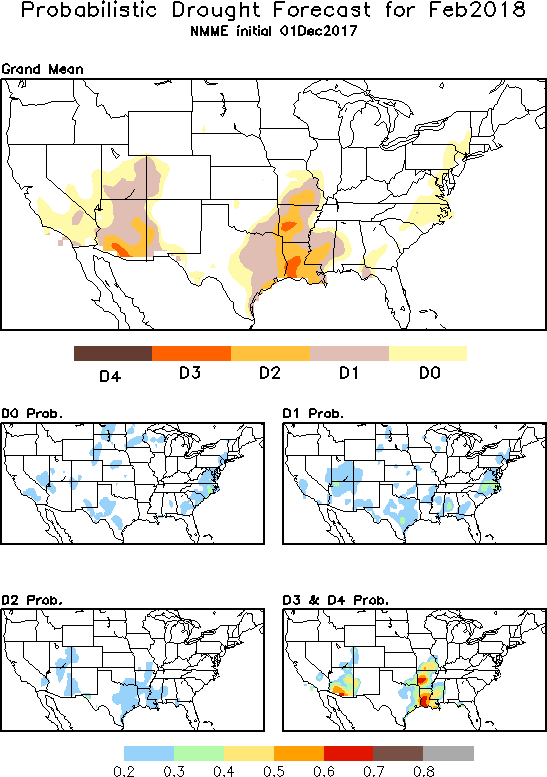 Probabilistic Drought Forecast for Feb2018
NMME initial 01Dec2017
Grand Mean
D4 D3 D2 D1 D0
D0 Prob. D1 Prob.
D2 Prob. D3 & D4 Prob.
0.2 0.3 0.4 0.5 0.6 0.7 0.8